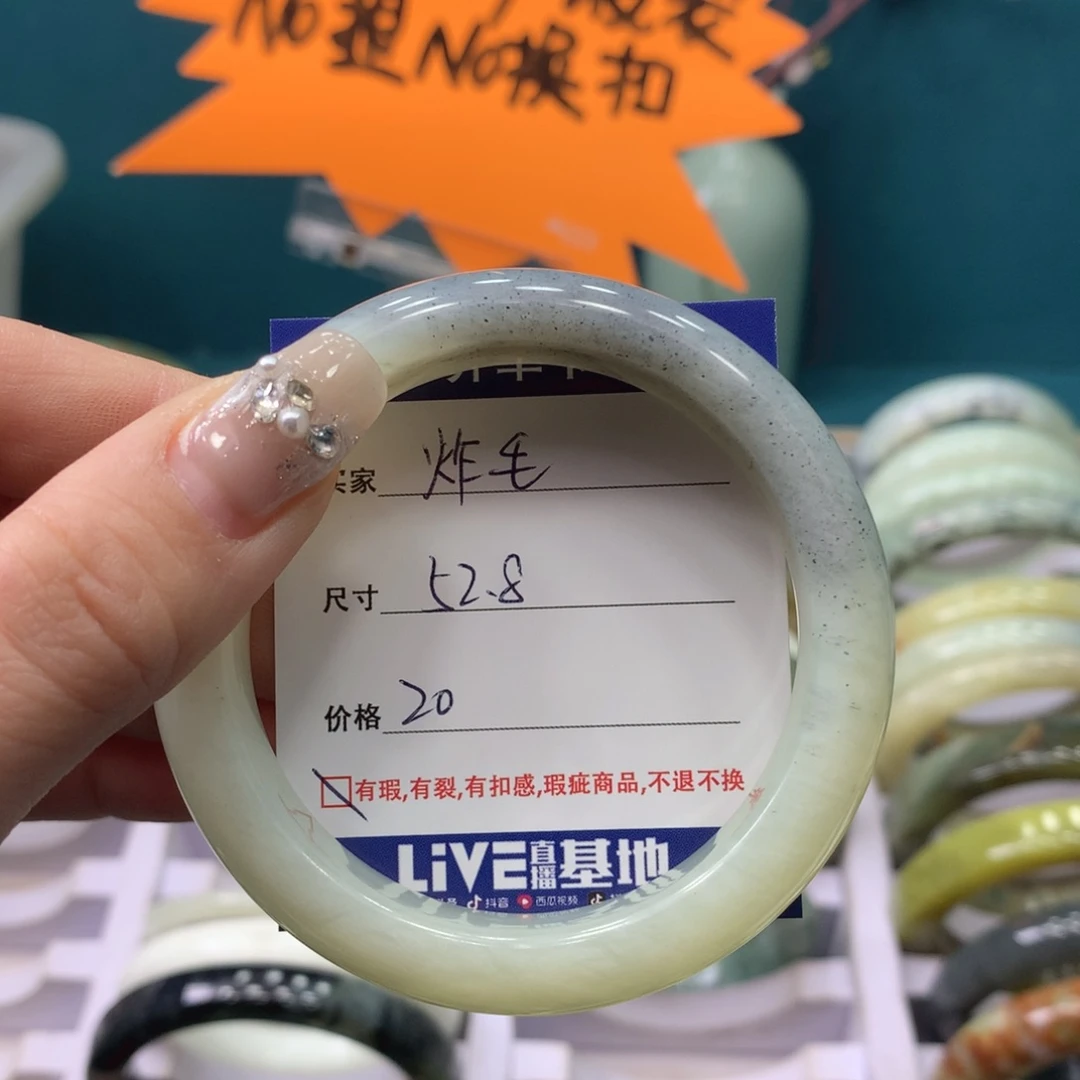 No退No换 扣
买家 炸毛
尺寸 52.8
价格 20
有瑕,有裂,有扣感,瑕疵商品,不退不换
LiVE直播基地
抖音 西瓜视频